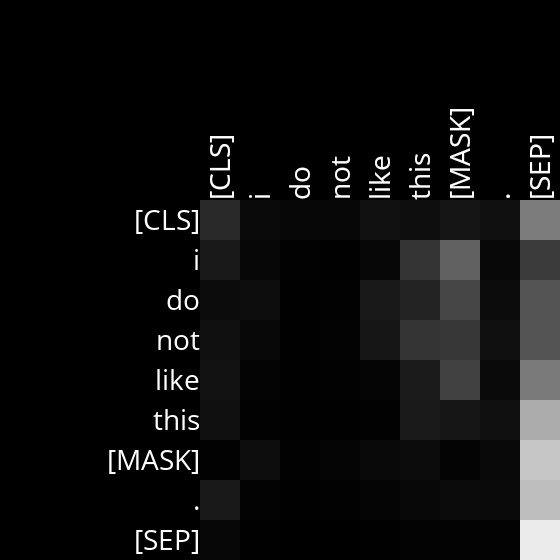 [CLS] i do not like this [MASK] . [SEP]
[CLS]
i
do
not
like
this
[MASK]
.
[SEP]